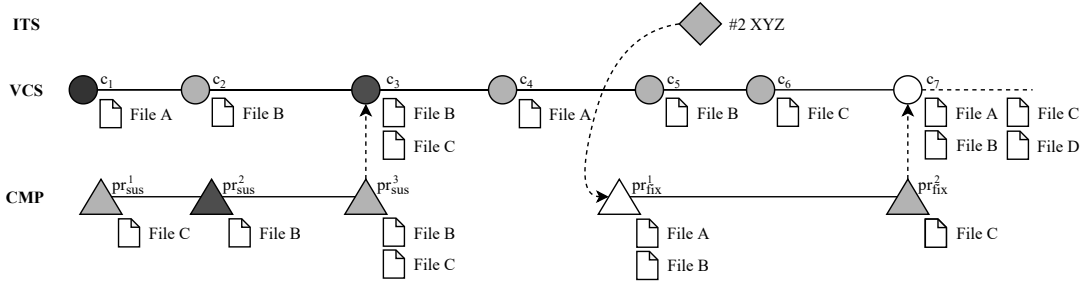 ITS
#2 XYZ
VCS
c₁ c₂ c₃ c₄ c₅ c₆ c₇
File A File B File B File A File B File C File A File C
File C File B File D
CMP
pr¹sus pr²sus pr³sus pr¹fix pr²fix
File C File B File B File A File C
File C File B